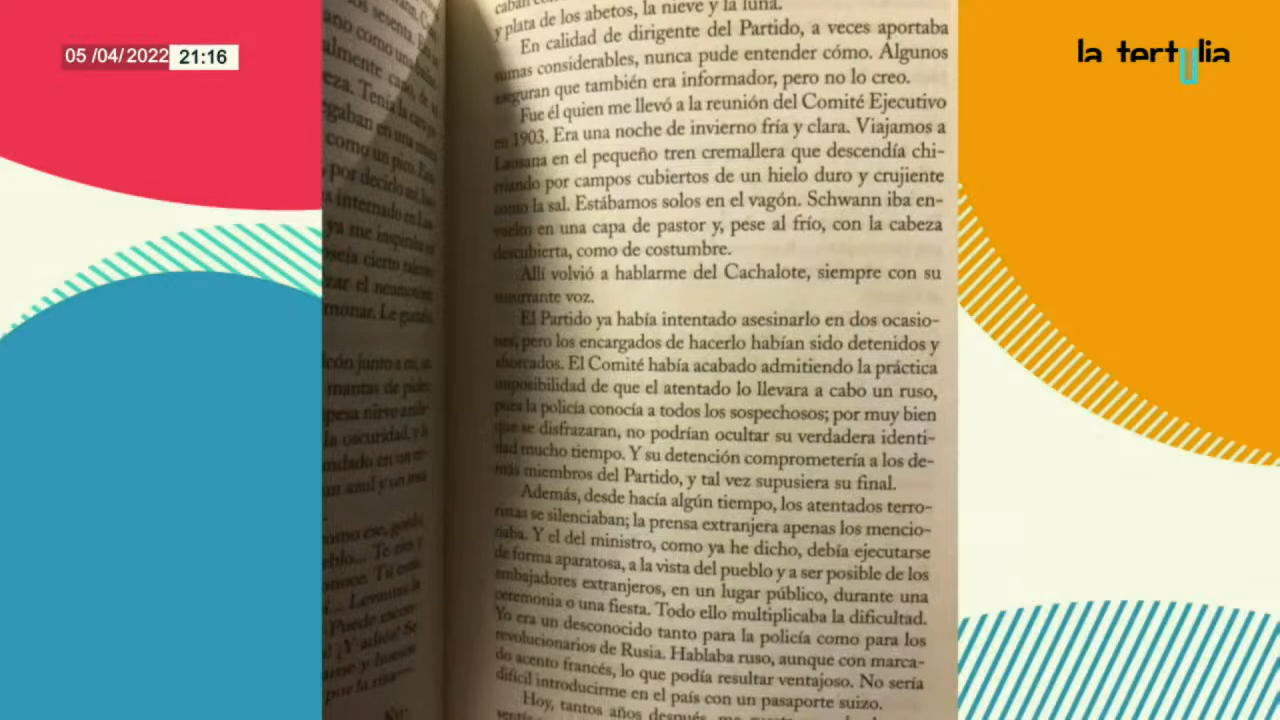 05 /04/2022 21:16
la tertulia
y plata de los abetos, la nieve y la luna.
En calidad de dirigente del Partido, a veces aportaba
sumas considerables, nunca pude entender cómo. Algunos
aseguran que también era informador, pero no lo creo.
Fue él quien me llevó a la reunión del Comité Ejecutivo
en 1903. Era una noche de invierno fría y clara. Viajamos a
Lausana en el pequeño tren cremallera que descendía chi-
rriando por campos cubiertos de un hielo duro y crujiente
como la sal. Estábamos solos en el vagón. Schwann iba en-
vuelto en una capa de pastor y, pese al frío, con la cabeza
descubierta, como de costumbre.
Allí volvió a hablarme del Cachalote, siempre con su
susurrante voz.
El Partido ya había intentado asesinarlo en dos ocasio-
nes, pero los encargados de hacerlo habían sido detenidos y
ahorcados. El Comité había acabado admitiendo la práctica
imposibilidad de que el atentado lo llevara a cabo un ruso,
pues la policía conocía a todos los sospechosos; por muy bien
que se disfrazaran, no podrían ocultar su verdadera identi-
dad mucho tiempo. Y su detención comprometería a los de-
más miembros del Partido, y tal vez supusiera su final.
Además, desde hacía algún tiempo, los atentados terro-
ristas se silenciaban; la prensa extranjera apenas los mencio-
naba. Y el del ministro, como ya he dicho, debía ejecutarse
de forma aparatosa, a la vista del pueblo y a ser posible de los
embajadores extranjeros, en un lugar público, durante una
ceremonia o una fiesta. Todo ello multiplicaba la dificultad.
Yo era un desconocido tanto para la policía como para los
revolucionarios de Rusia. Hablaba ruso, aunque con marca-
do acento francés, lo que podía resultar ventajoso. No sería
difícil introducirme en el país con un pasaporte suizo.
Hoy, tantos años después,